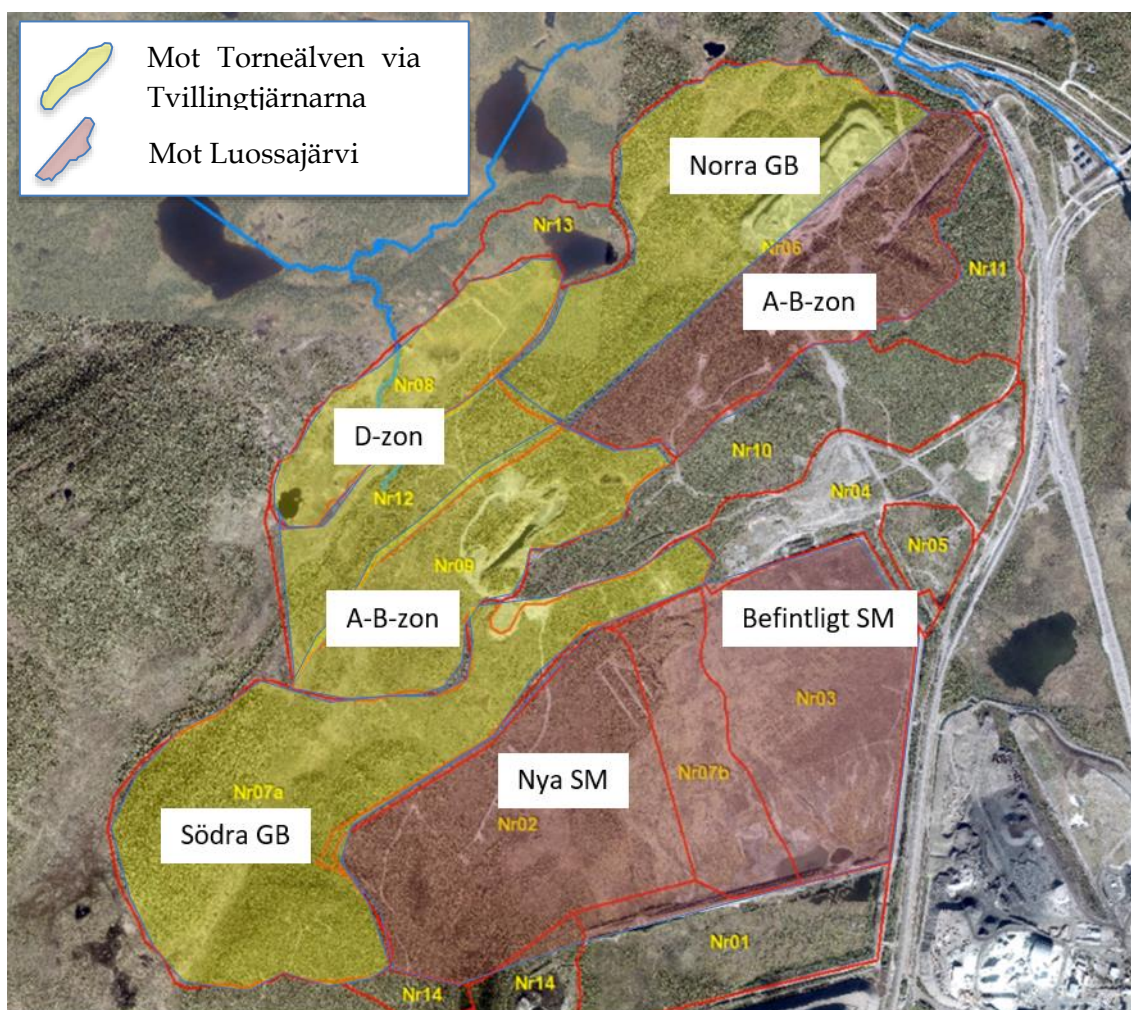 Mot Torneälven via
Tvillingtjärnarna
Mot Luossajärvi
Norra GB
Nr13
Nr06
Nr11
A-B-zon
Nr08
D-zon
Nr10
Nr12
Nr04
Nr05
Nr09
A-B-zon
Befintligt SM
Nr03
Nr07b
Nya SM
Nr07a
Nr02
Södra GB
Nr01
Nr14
Nr14